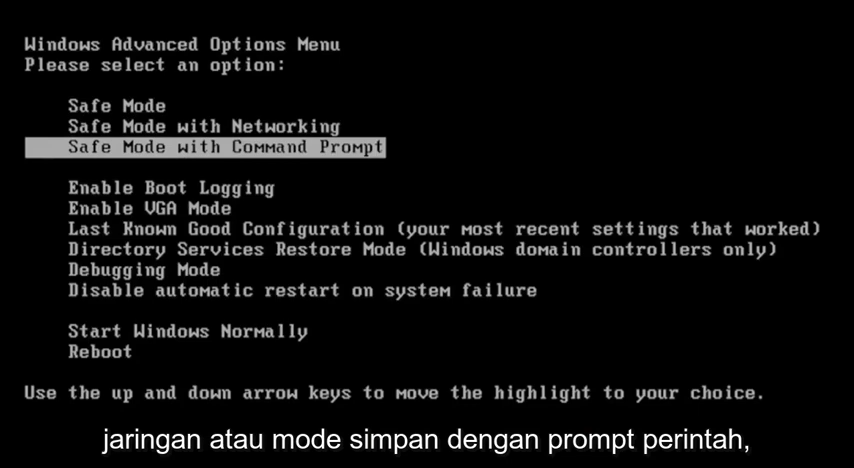 Windows Advanced Options Menu
Please select an option:
Safe Mode
Safe Mode with Networking
Safe Mode with Command Prompt
Enable Boot Logging
Enable VGA Mode
Last Known Good Configuration (your most recent settings that worked)
Directory Services Restore Mode (Windows domain controllers only)
Debugging Mode
Disable automatic restart on system failure
Start Windows Normally
Reboot
Use the up and down arrow keys to move the highlight to your choice.
jaringan atau mode simpan dengan prompt perintah,